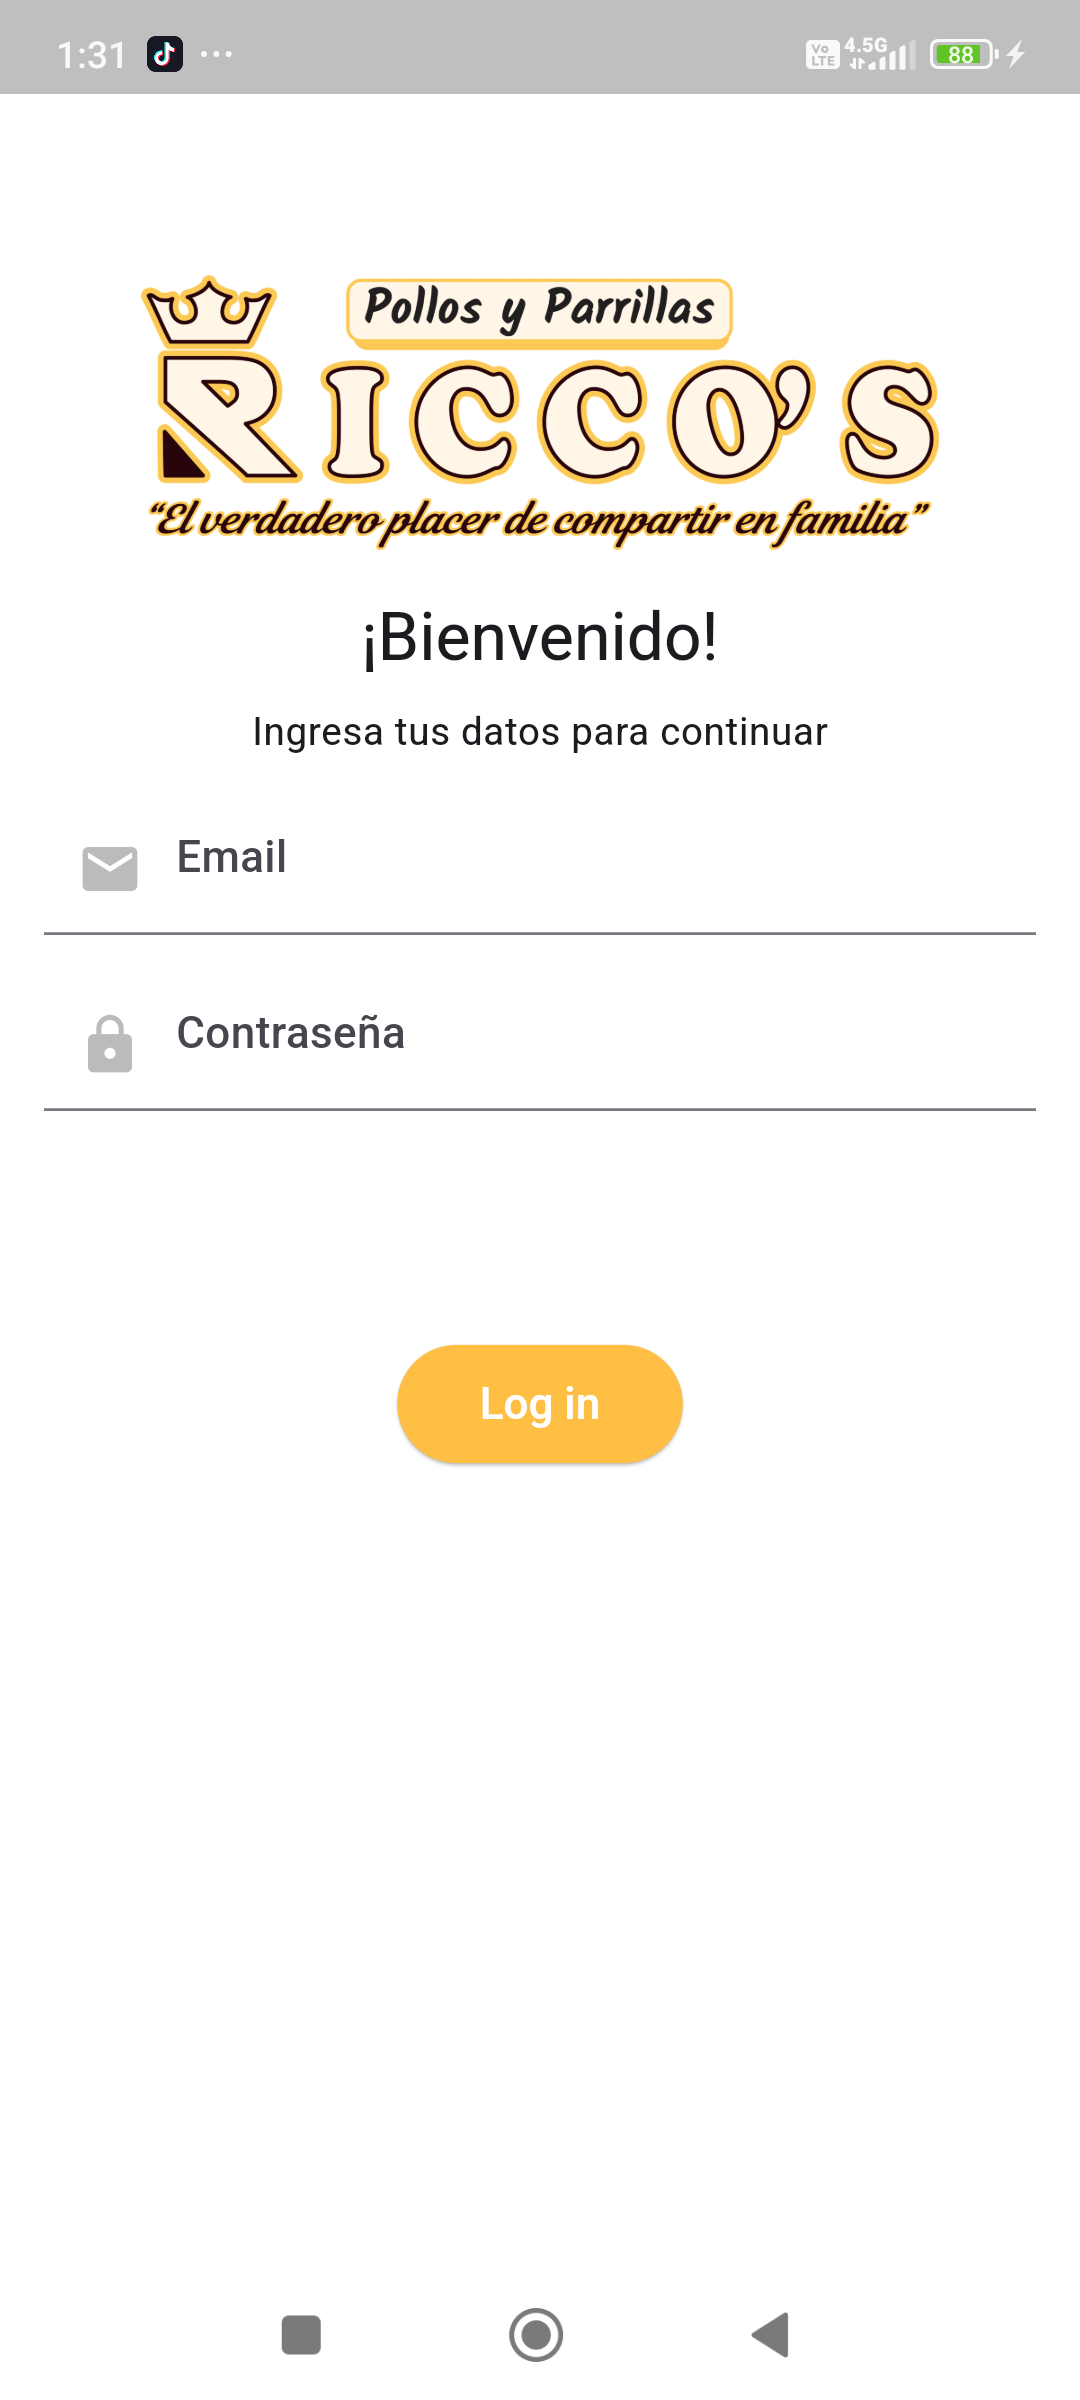 1:31
Vo
LTE
4.5G
88
Pollos y Parrillas
RICCO'S
“El verdadero placer de compartir en familia”
¡Bienvenido!
Ingresa tus datos para continuar
Email
Contraseña
Log in